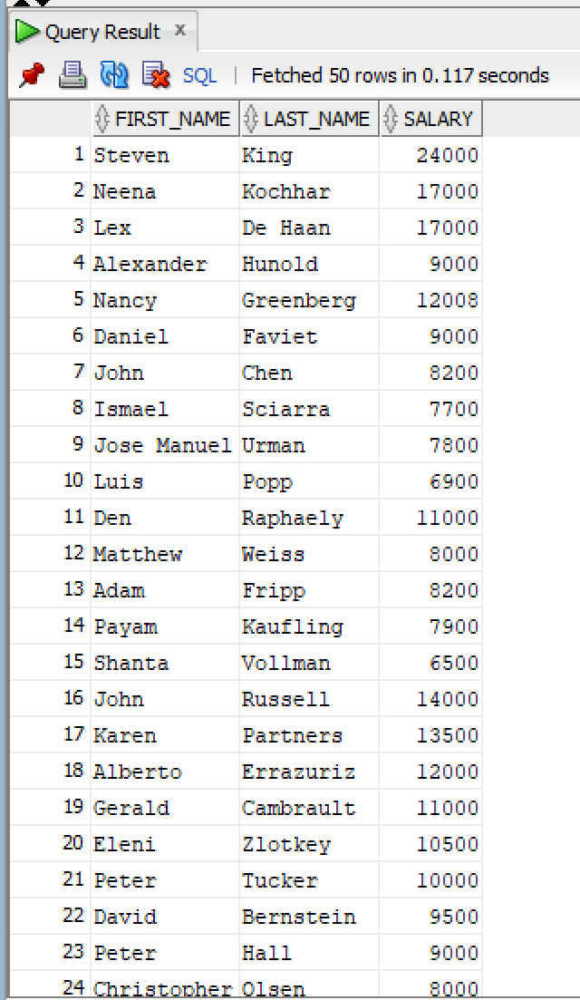 Query Result x
SQL | Fetched 50 rows in 0.117 seconds
FIRST_NAME LAST_NAME SALARY
1 Steven King 24000
2 Neena Kochhar 17000
3 Lex De Haan 17000
4 Alexander Hunold 9000
5 Nancy Greenberg 12008
6 Daniel Faviet 9000
7 John Chen 8200
8 Ismael Sciarra 7700
9 Jose Manuel Urman 7800
10 Luis Popp 6900
11 Den Raphaely 11000
12 Matthew Weiss 8000
13 Adam Fripp 8200
14 Payam Kaufling 7900
15 Shanta Vollman 6500
16 John Russell 14000
17 Karen Partners 13500
18 Alberto Errazuriz 12000
19 Gerald Cambrault 11000
20 Eleni Zlotkey 10500
21 Peter Tucker 10000
22 David Bernstein 9500
23 Peter Hall 9000
24 Christopher Olsen 8000